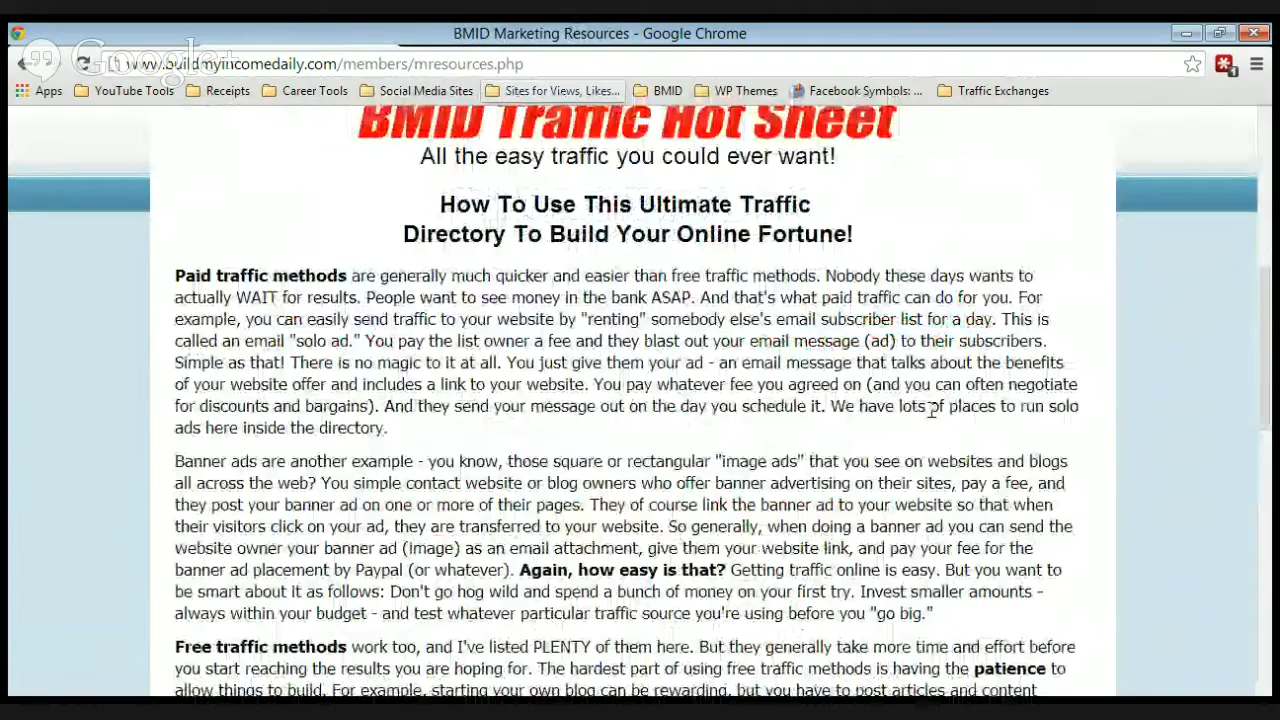 BMID Marketing Resources - Google Chrome
Google+
www.buildmyincomedaily.com/members/mresources.php
Apps YouTube Tools Receipts Career Tools Social Media Sites Sites for Views, Likes... BMID WP Themes Facebook Symbols: ... Traffic Exchanges
BMID Traffic Hot Sheet
All the easy traffic you could ever want!
How To Use This Ultimate Traffic
Directory To Build Your Online Fortune!
Paid traffic methods are generally much quicker and easier than free traffic methods. Nobody these days wants to
actually WAIT for results. People want to see money in the bank ASAP. And that's what paid traffic can do for you. For
example, you can easily send traffic to your website by "renting" somebody else's email subscriber list for a day. This is
called an email "solo ad." You pay the list owner a fee and they blast out your email message (ad) to their subscribers.
Simple as that! There is no magic to it at all. You just give them your ad - an email message that talks about the benefits
of your website offer and includes a link to your website. You pay whatever fee you agreed on (and you can often negotiate
for discounts and bargains). And they send your message out on the day you schedule it. We have lots of places to run solo
ads here inside the directory.
Banner ads are another example - you know, those square or rectangular "image ads" that you see on websites and blogs
all across the web? You simple contact website or blog owners who offer banner advertising on their sites, pay a fee, and
they post your banner ad on one or more of their pages. They of course link the banner ad to your website so that when
their visitors click on your ad, they are transferred to your website. So generally, when doing a banner ad you can send the
website owner your banner ad (image) as an email attachment, give them your website link, and pay your fee for the
banner ad placement by Paypal (or whatever). Again, how easy is that? Getting traffic online is easy. But you want to
be smart about it as follows: Don't go hog wild and spend a bunch of money on your first try. Invest smaller amounts -
always within your budget - and test whatever particular traffic source you're using before you "go big."
Free traffic methods work too, and I've listed PLENTY of them here. But they generally take more time and effort before
you start reaching the results you are hoping for. The hardest part of using free traffic methods is having the patience to
allow things to build. For example, starting your own blog can be rewarding, but you have to post articles and content